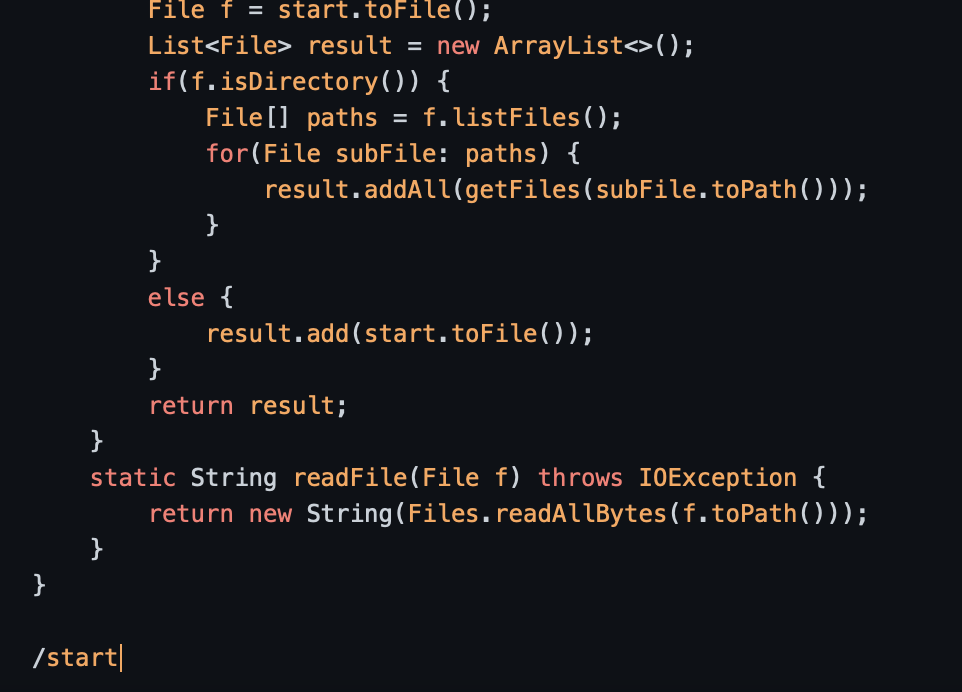 File f = start.toFile();
List<File> result = new ArrayList<>();
if(f.isDirectory()) {
File[] paths = f.listFiles();
for(File subFile: paths) {
result.addAll(getFiles(subFile.toPath()));
}
}
else {
result.add(start.toFile());
}
return result;
}
static String readFile(File f) throws IOException {
return new String(Files.readAllBytes(f.toPath()));
}
}
/start